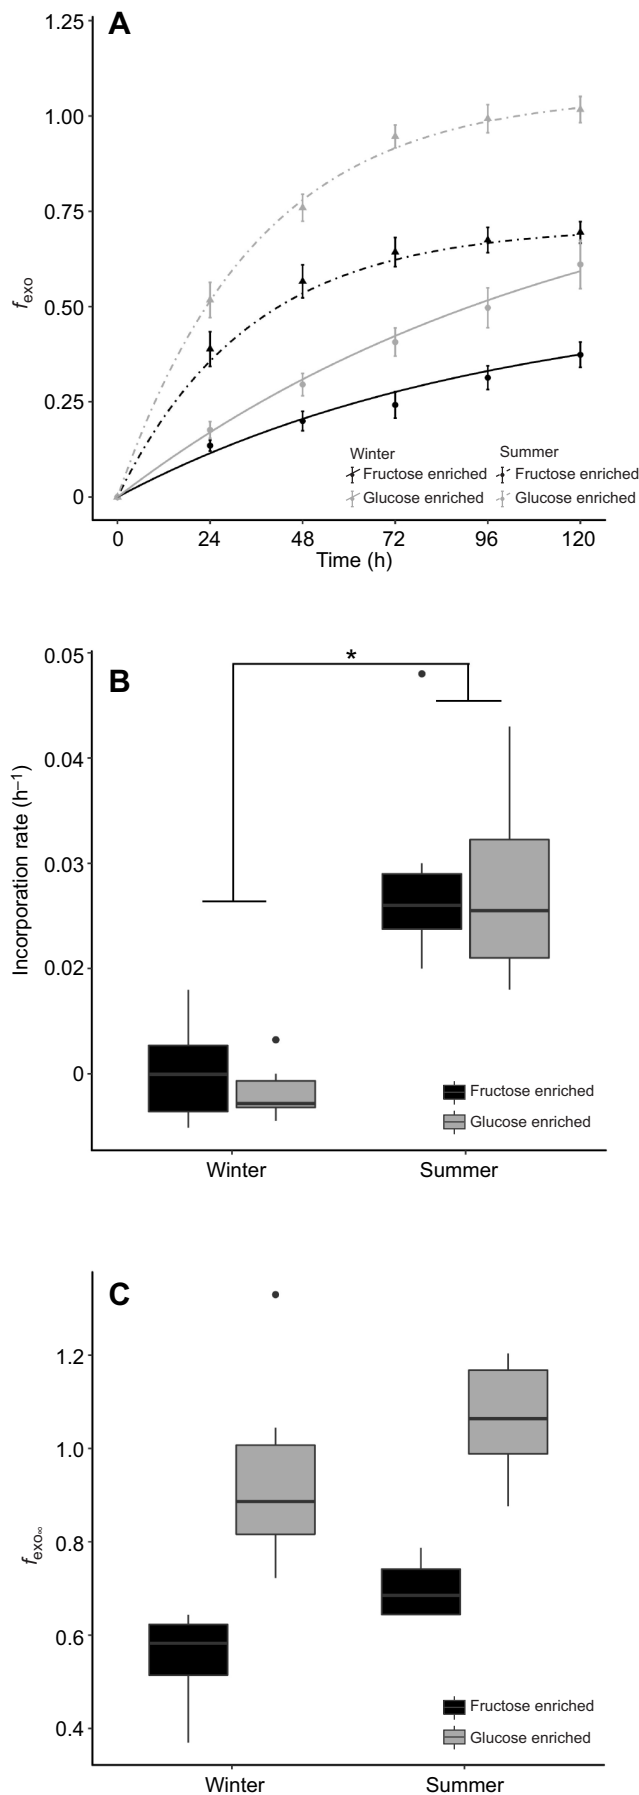 A
1.25
1.00
0.75
0.50
0.25
0
fexo
Winter Summer
Fructose enriched Fructose enriched
Glucose enriched Glucose enriched
0 24 48 72 96 120
Time (h)
B
*
0.05
0.04
0.03
0.02
0
Incorporation rate (h−1)
Fructose enriched
Glucose enriched
Winter Summer
C
1.2
1.0
0.8
0.6
0.4
fexo∞
Fructose enriched
Glucose enriched
Winter Summer